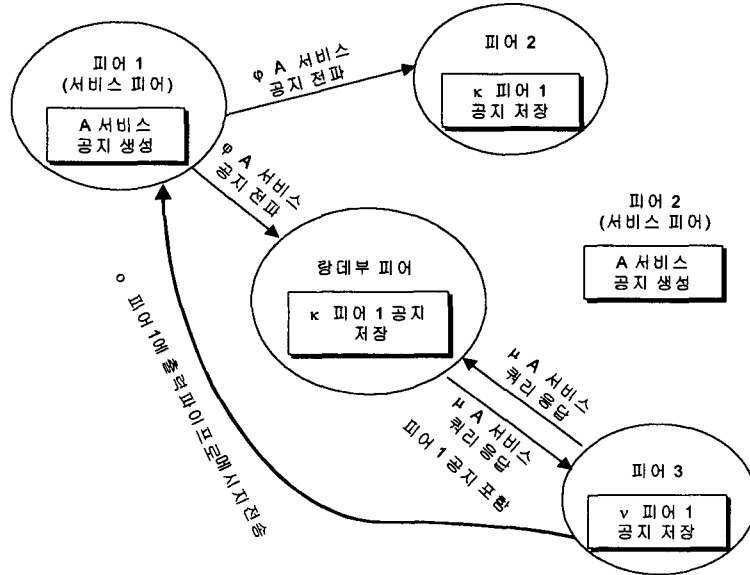 피어 1
(서비스 피어)
A 서비스
공지 생성
φ A 서비스
공지 전파
피어 2
κ 피어 1
공지 저장
φ A 서비스
공지 전파
피어 2
(서비스 피어)
A 서비스
공지 생성
랑데부 피어
κ 피어 1 공지
저장
ο 피어1에 출력파이프로메시지전송
μ A 서비스
쿼리 응답
μ A 서비스
쿼리 응답
피어 1 공지 포함
피어 3
ν 피어 1
공지 저장